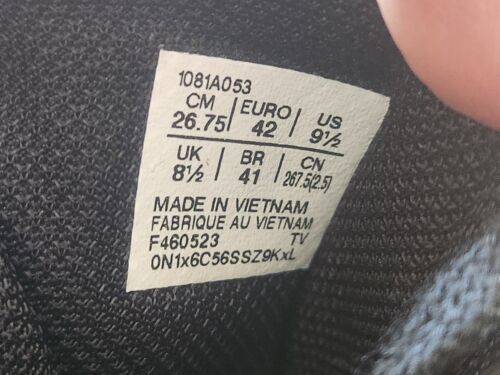 1081A053
CM EURO US
26.75 42 9½
UK BR CN
8½ 41 267.5(2.5)
MADE IN VIETNAM
FABRIQUE AU VIETNAM
F460523 TV
0N1x6C56SSZ9KxL